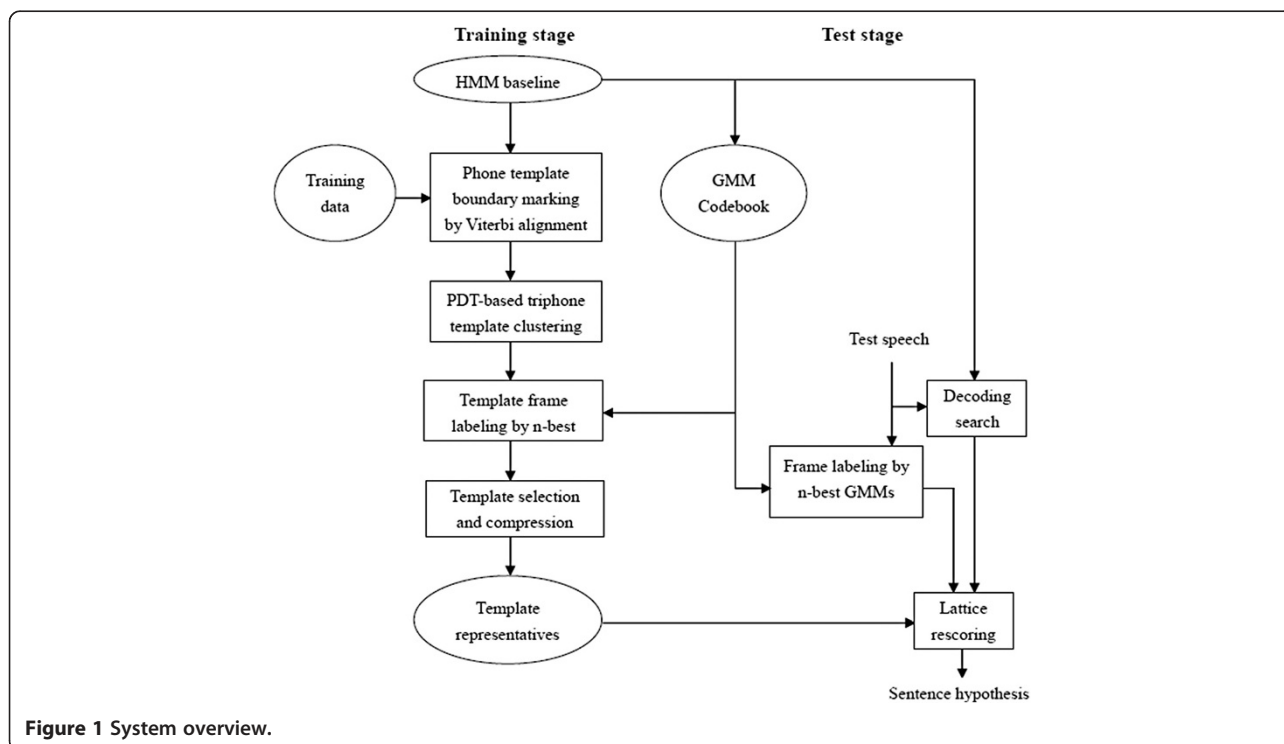 Training stage
Test stage
HMM baseline
Training
data
Phone template
boundary marking
by Viterbi alignment
GMM
Codebook
PDT-based triphone
template clustering
Test speech
Template frame
labeling by n-best
Decoding
search
Frame labeling by
n-best GMMs
Template selection
and compression
Template
representatives
Lattice
rescoring
Sentence hypothesis
Figure 1 System overview.